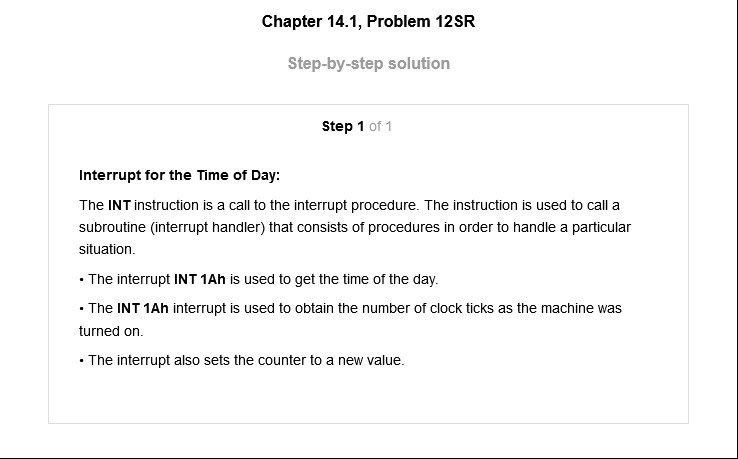 Chapter 14.1, Problem 12SR
Step-by-step solution
Step 1 of 1
Interrupt for the Time of Day:
The INT instruction is a call to the interrupt procedure. The instruction is used to call a
subroutine (interrupt handler) that consists of procedures in order to handle a particular
situation.
• The interrupt INT 1Ah is used to get the time of the day.
• The INT 1Ah interrupt is used to obtain the number of clock ticks as the machine was
turned on.
• The interrupt also sets the counter to a new value.